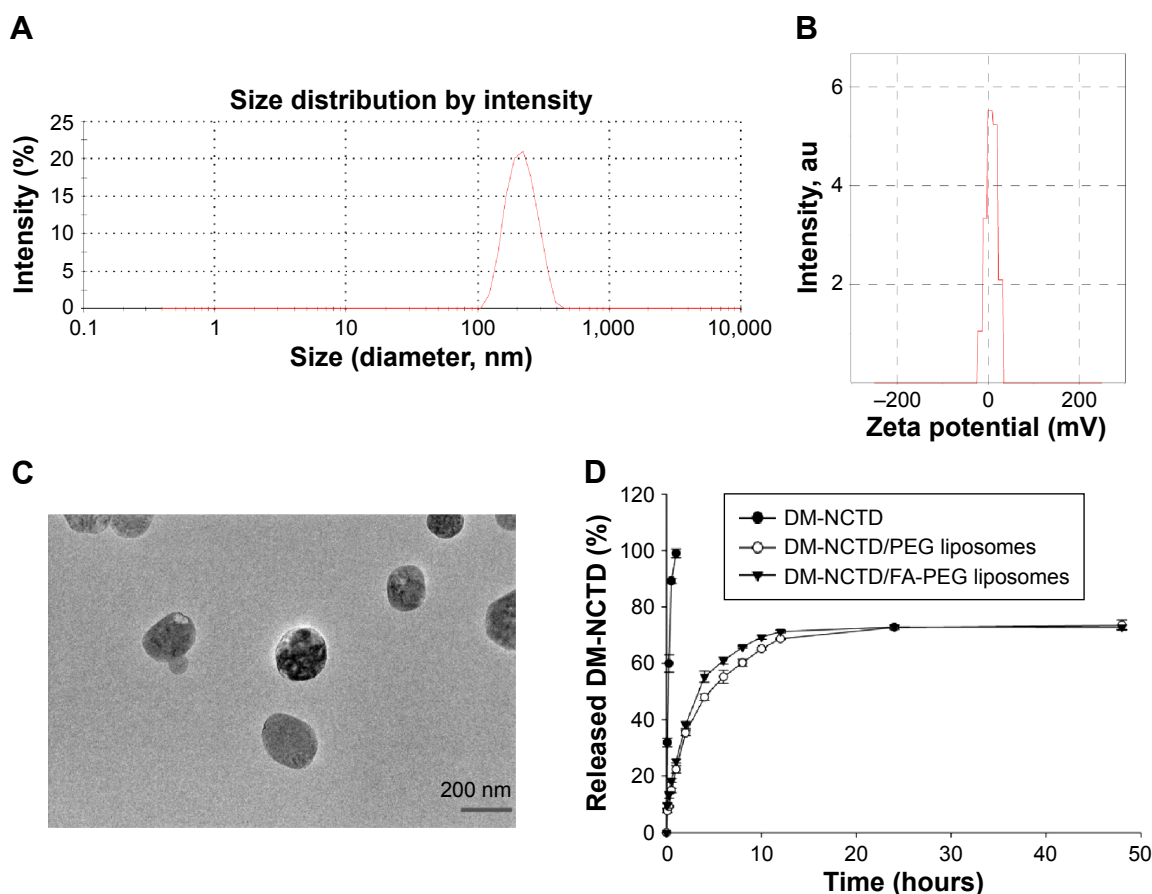 A
Size distribution by intensity
Intensity (%)
25
20
15
10
5
0
0.1 1 10 100 1,000 10,000
Size (diameter, nm)
B
Intensity, au
6
4
2
–200 0 200
Zeta potential (mV)
C
200 nm
D
Released DM-NCTD (%)
120
100
80
60
40
20
0
DM-NCTD
DM-NCTD/PEG liposomes
DM-NCTD/FA-PEG liposomes
0 10 20 30 40 50
Time (hours)